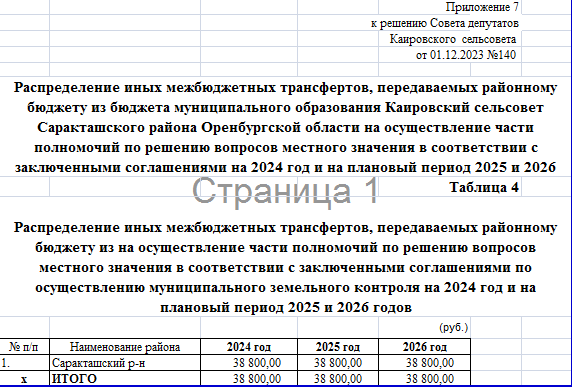 Приложение 7
к решению Совета депутатов
Каировского сельсовета
от 01.12.2023 №140
Распределение иных межбюджетных трансфертов, передаваемых районному
бюджету из бюджета муниципального образования Каировский сельсовет
Саракташского района Оренбургской области на осуществление части
полномочий по решению вопросов местного значения в соответствии с
заключенными соглашениями на 2024 год и на плановый период 2025 и 2026
Страница 1
Таблица 4
Распределение иных межбюджетных трансфертов, передаваемых районному
бюджету из на осуществление части полномочий по решению вопросов
местного значения в соответствии с заключенными соглашениями по
осуществлению муниципального земельного контроля на 2024 год и на
плановый период 2025 и 2026 годов
(руб.)
№ п/п Наименование района 2024 год 2025 год 2026 год
1. Саракташский р-н 38 800,00 38 800,00 38 800,00
х ИТОГО 38 800,00 38 800,00 38 800,00